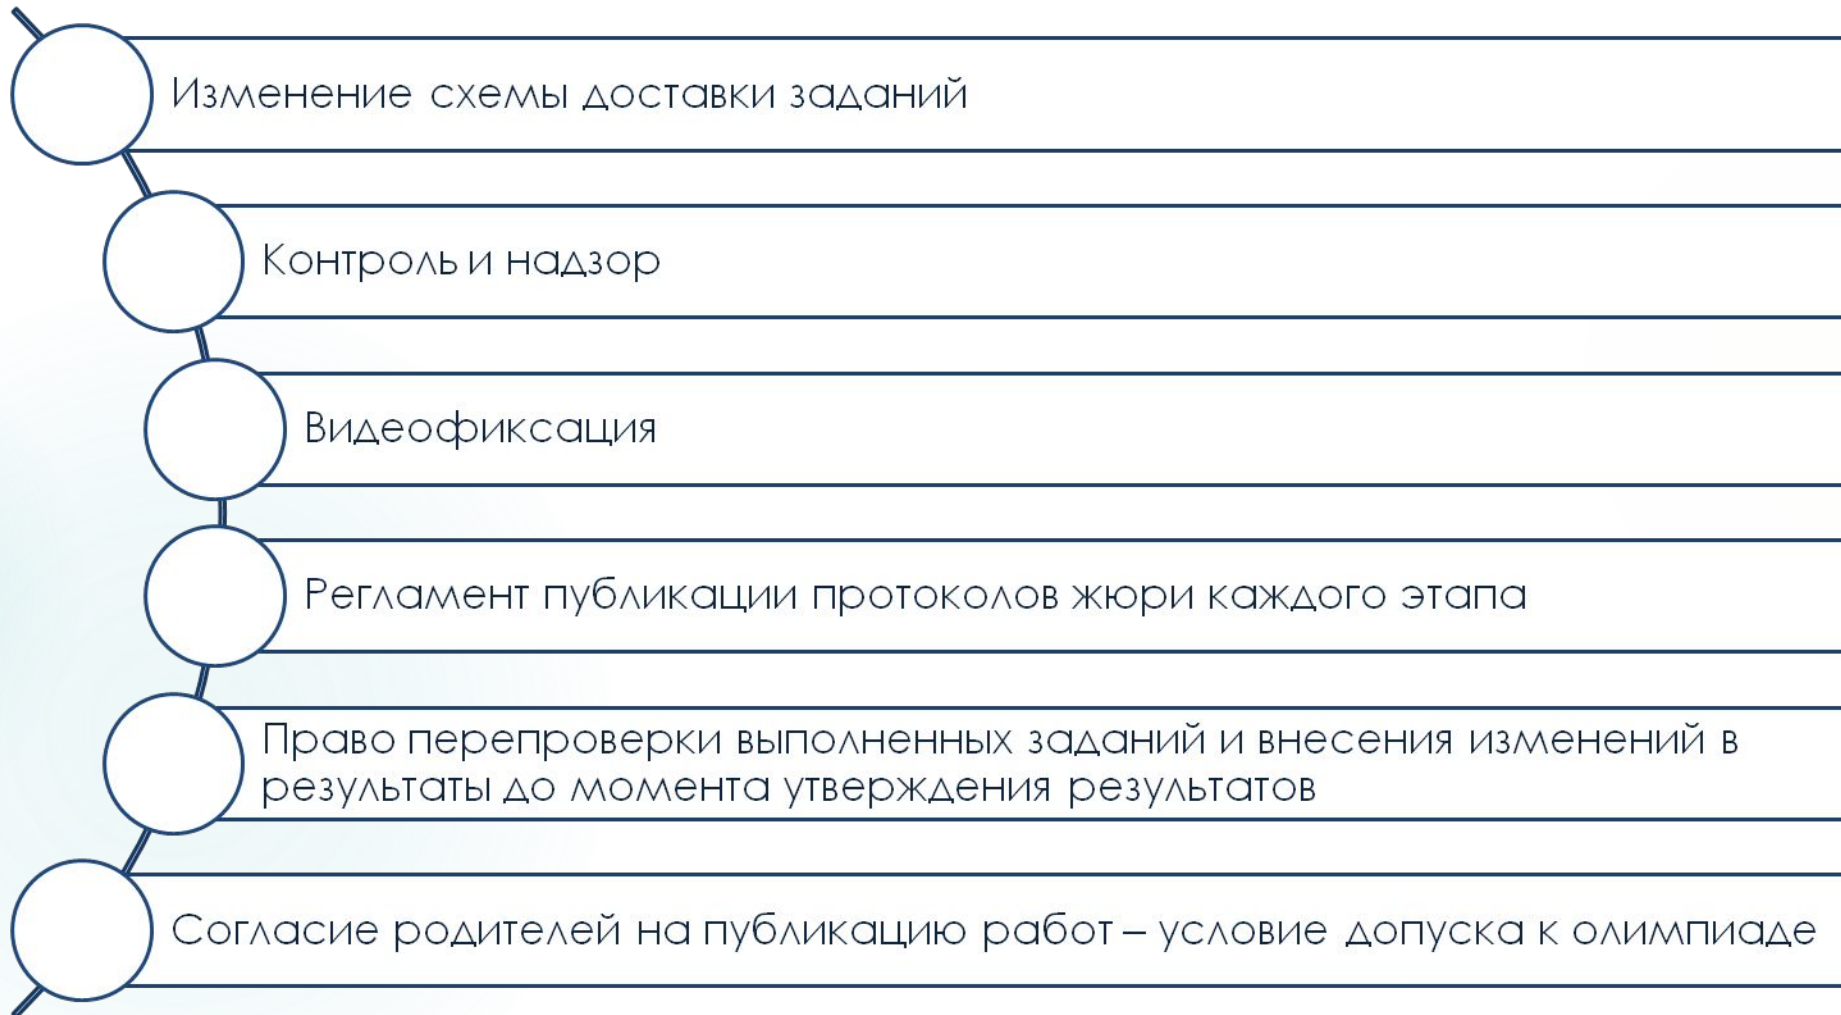 Изменение схемы доставки заданий
Контроль и надзор
Видеофиксация
Регламент публикации протоколов жюри каждого этапа
Право перепроверки выполненных заданий и внесения изменений в
результаты до момента утверждения результатов
Согласие родителей на публикацию работ – условие допуска к олимпиаде